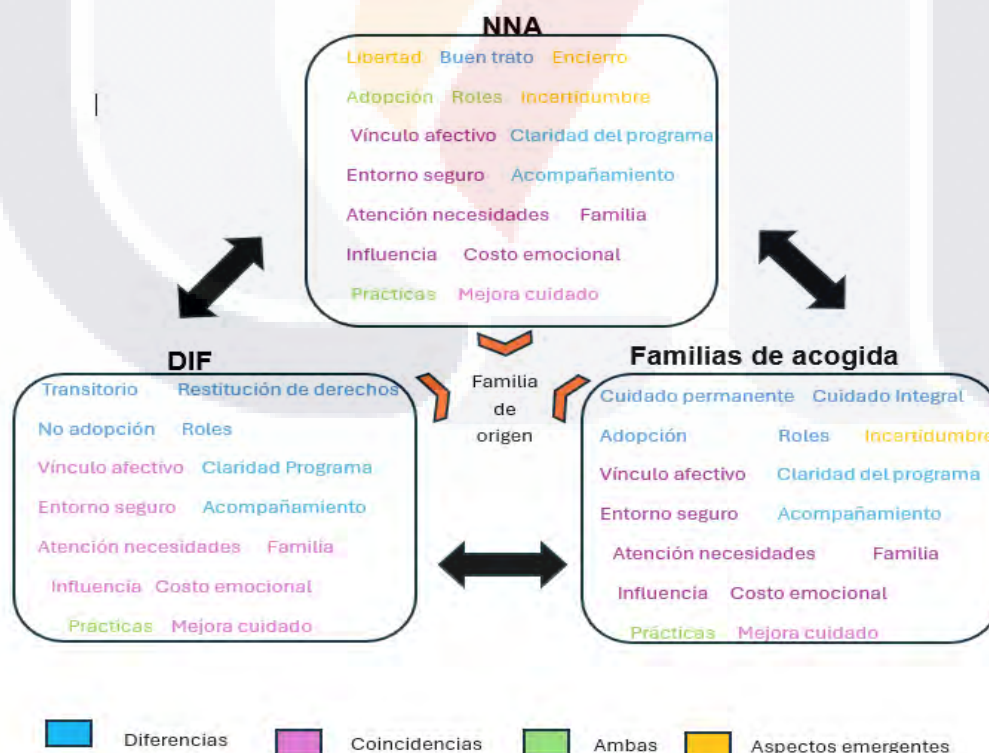 NNA
Libertad Buen trato Encierro
Adopción Roles Incertidumbre
Vínculo afectivo Claridad del programa
Entorno seguro Acompañamiento
Atención necesidades Familia
Influencia Costo emocional
Prácticas Mejora cuidado
DIF
Transitorio Restitución de derechos
No adopción Roles
Vínculo afectivo Claridad Programa
Entorno seguro Acompañamiento
Atención necesidades Familia
Influencia Costo emocional
Prácticas Mejora cuidado
Familia
de
origen
Familias de acogida
Cuidado permanente Cuidado Integral
Adopción Roles Incertidumbre
Vínculo afectivo Claridad del programa
Entorno seguro Acompañamiento
Atención necesidades Familia
Influencia Costo emocional
Prácticas Mejora cuidado
Diferencias Coincidencias Ambas Aspectos emergentes